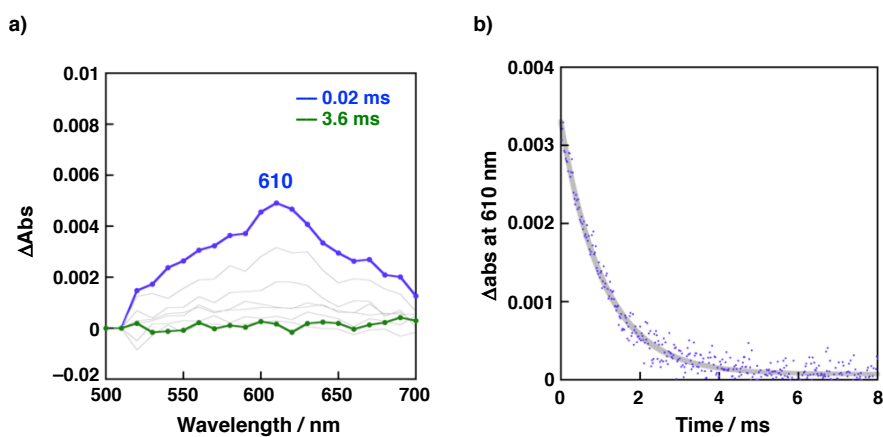 a)
ΔAbs
0.01
0.008
0.006
0.004
0.002
0
–0.02
500
550
600
650
700
Wavelength / nm
0.02 ms
3.6 ms
610
b)
Δabs at 610 nm
0.004
0.003
0.002
0.001
0
0
2
4
6
8
Time / ms